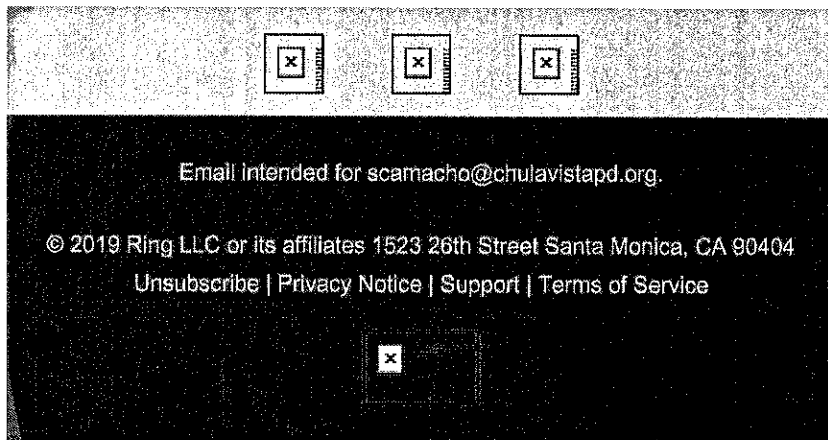 Email intended for scamacho@chulavistapd.org.
© 2019 Ring LLC or its affiliates 1523 26th Street Santa Monica, CA 90404
Unsubscribe | Privacy Notice | Support | Terms of Service